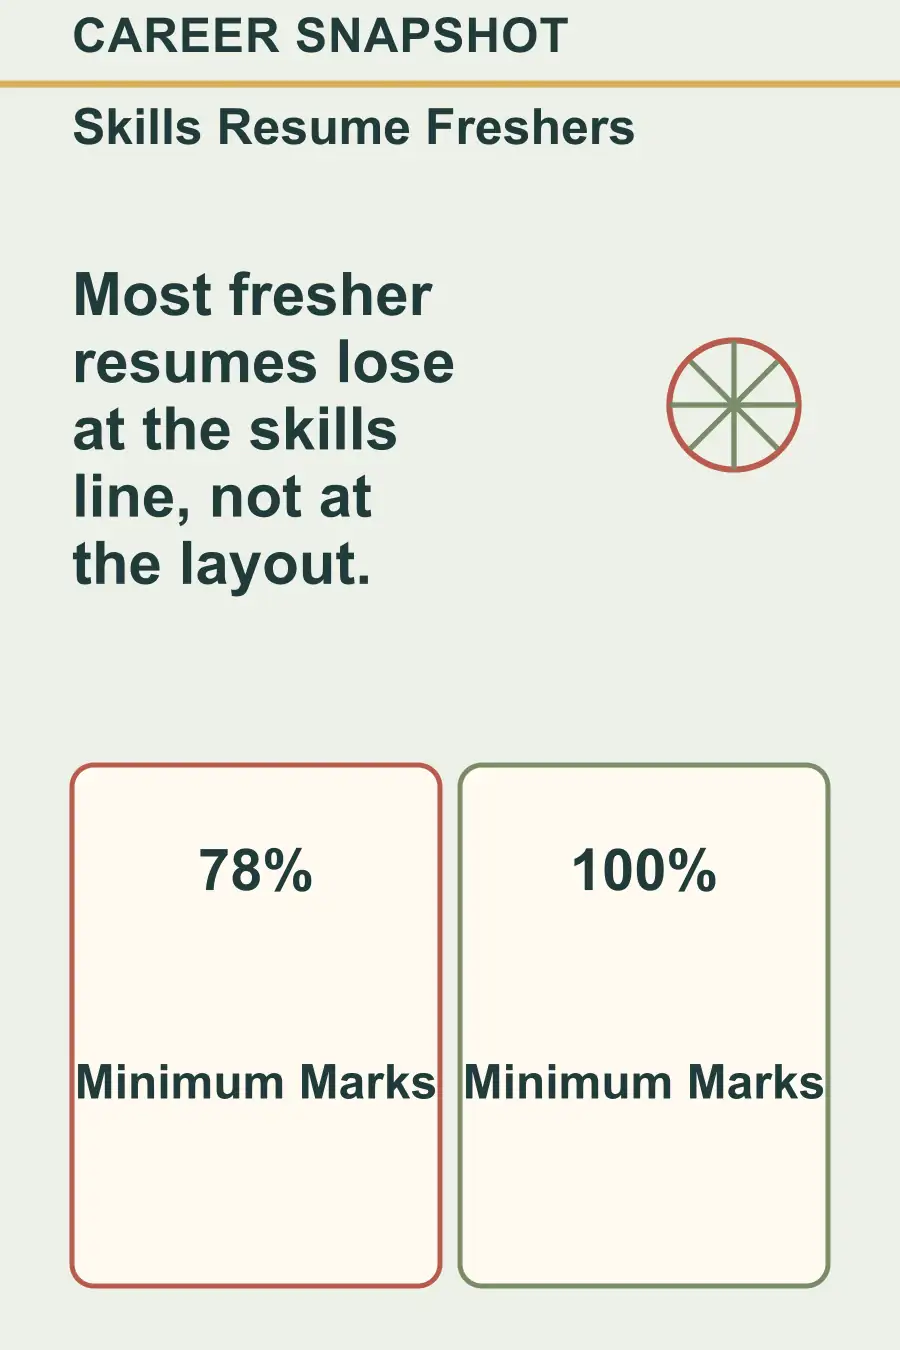 CAREER SNAPSHOT
Skills Resume Freshers
Most fresher
resumes lose
at the skills
line, not at
the layout.
78%
Minimum Marks
100%
Minimum Marks